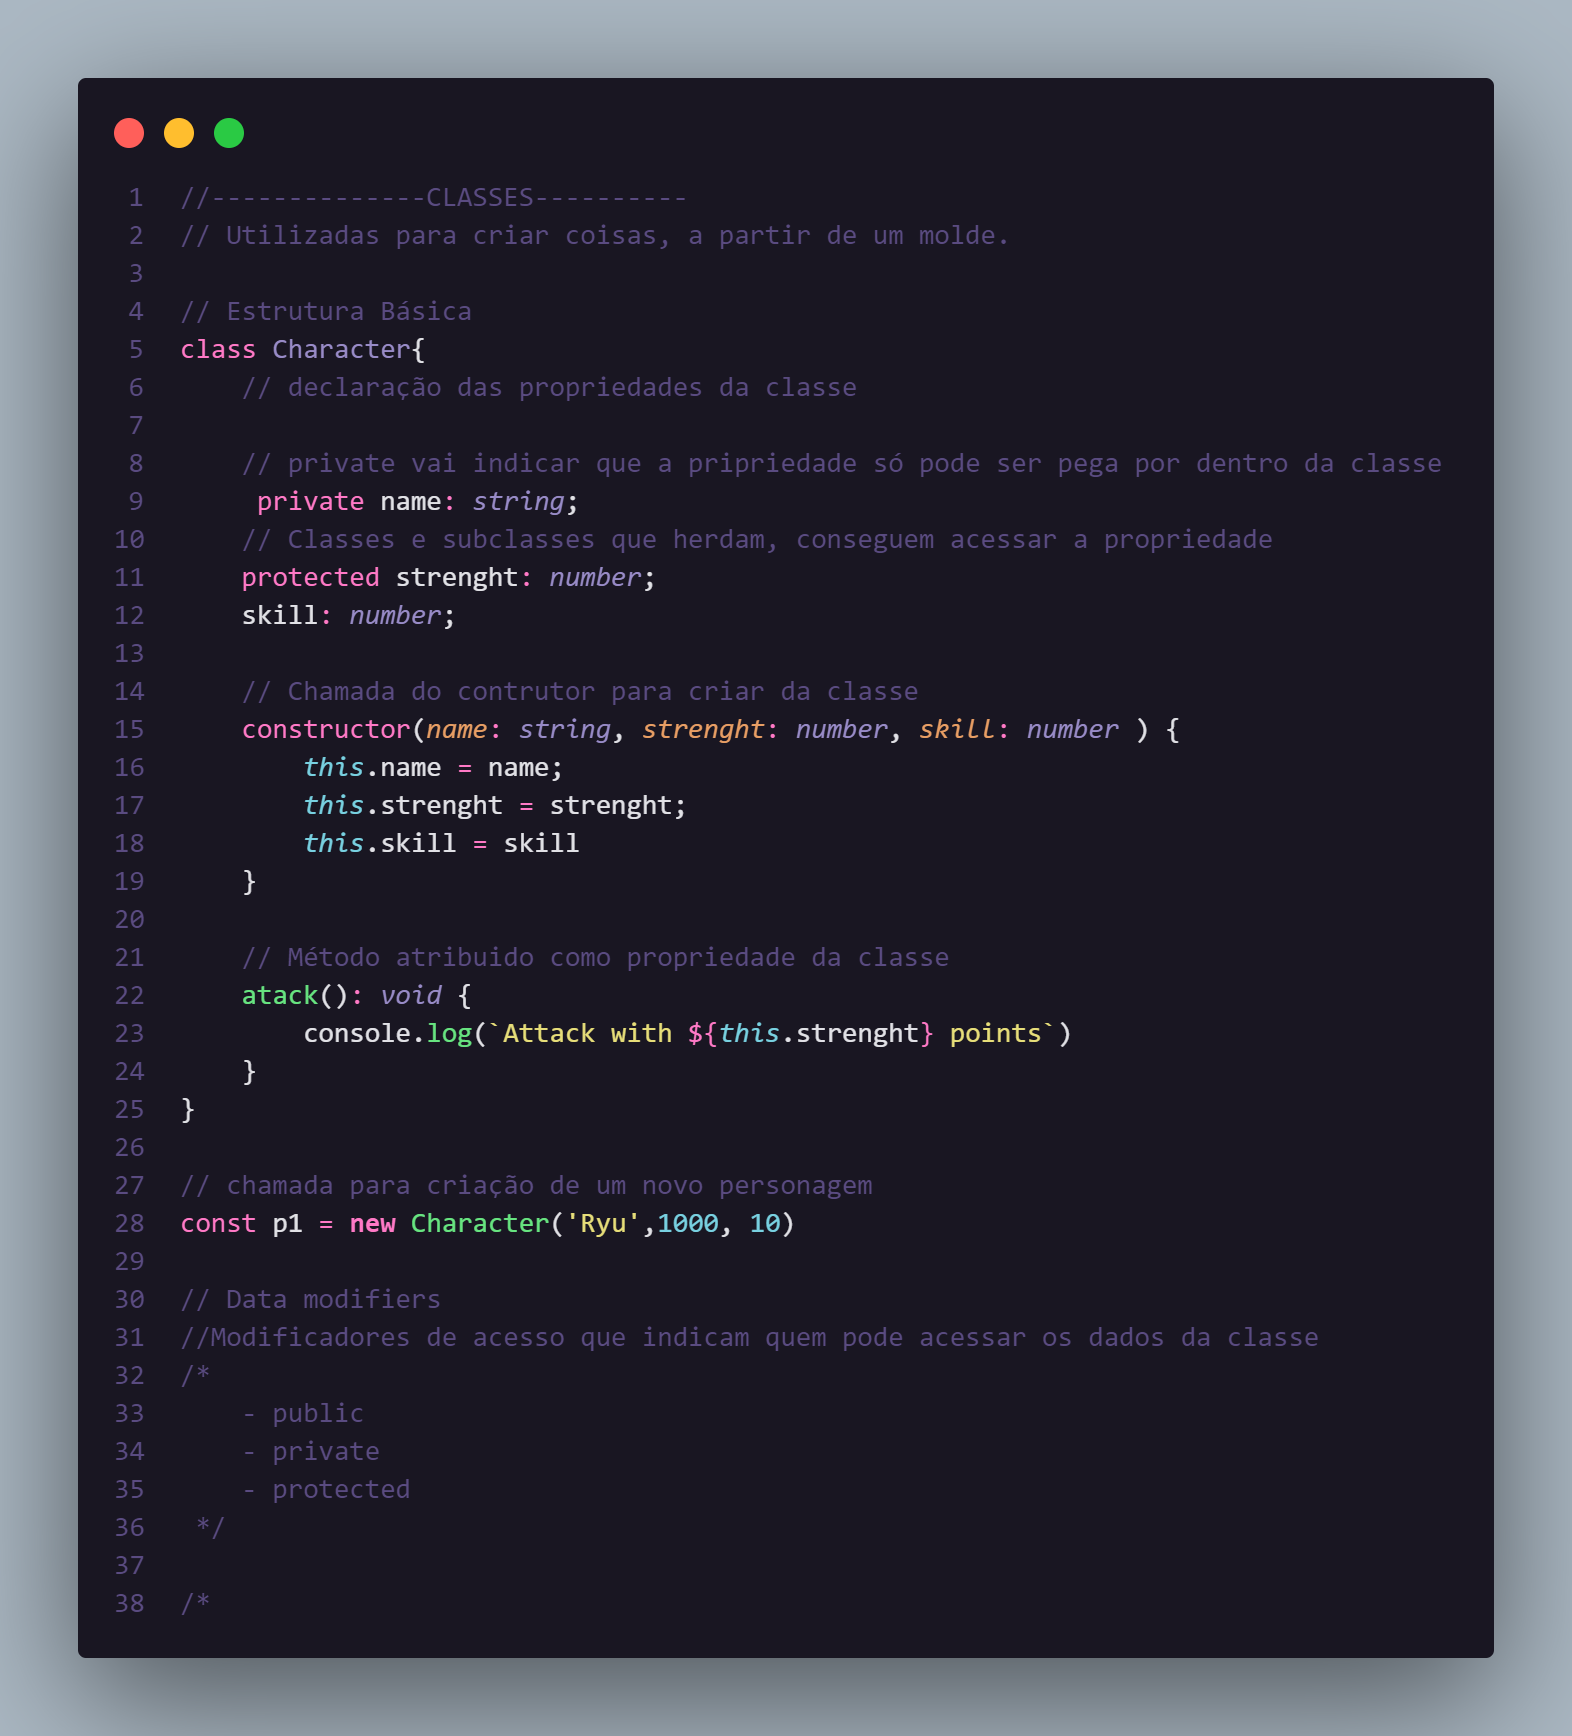 1 //--------------CLASSES----------
2 // Utilizadas para criar coisas, a partir de um molde.
3
4 // Estrutura Básica
5 class Character{
6     // declaração das propriedades da classe
7
8     // private vai indicar que a pripriedade só pode ser pega por dentro da classe
9      private name: string;
10     // Classes e subclasses que herdam, conseguem acessar a propriedade
11     protected strenght: number;
12     skill: number;
13
14     // Chamada do contrutor para criar da classe
15     constructor(name: string, strenght: number, skill: number ) {
16         this.name = name;
17         this.strenght = strenght;
18         this.skill = skill
19     }
20
21     // Método atribuido como propriedade da classe
22     atack(): void {
23         console.log(`Attack with ${this.strenght} points`)
24     }
25 }
26
27 // chamada para criação de um novo personagem
28 const p1 = new Character('Ryu',1000, 10)
29
30 // Data modifiers
31 //Modificadores de acesso que indicam quem pode acessar os dados da classe
32 /*
33     - public
34     - private
35     - protected
36  */
37
38 /*